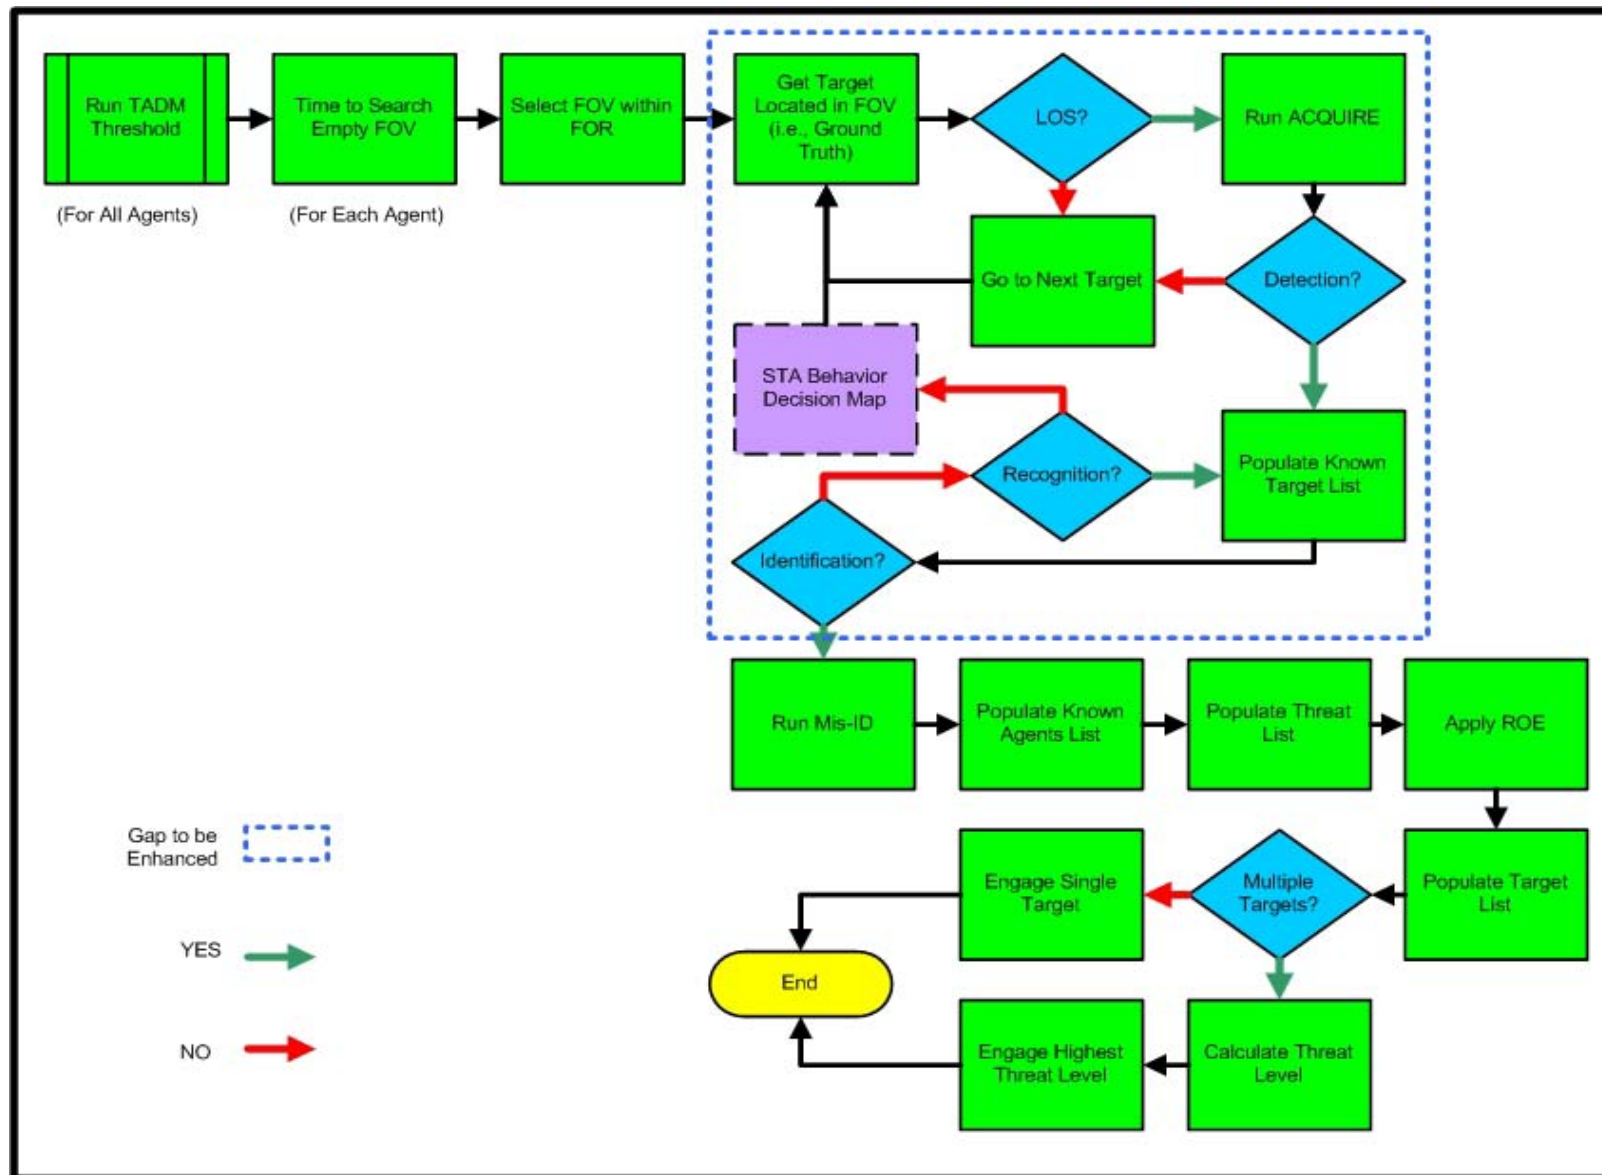 Run TADM
Threshold
Time to Search
Empty FOV
Select FOV within
FOR
Get Target
Located in FOV
(i.e., Ground
Truth)
LOS?
Run ACQUIRE
(For All Agents)
(For Each Agent)
Go to Next Target
Detection?
STA Behavior
Decision Map
Recognition?
Populate Known
Target List
Identification?
Run Mis-ID
Populate Known
Agents List
Populate Threat
List
Apply ROE
Gap to be
Enhanced
Engage Single
Target
Multiple
Targets?
Populate Target
List
YES
End
NO
Engage Highest
Threat Level
Calculate Threat
Level